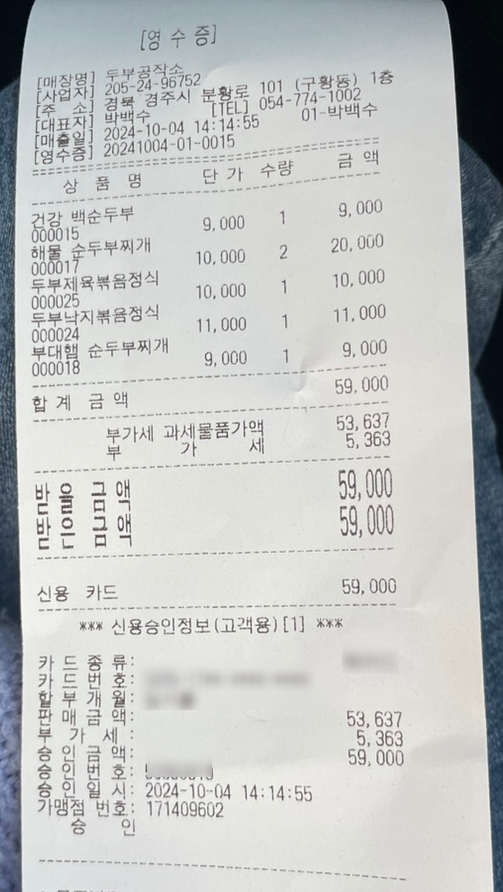 [영 수 증]
[매장명] 두부공작소
[사업자] 205-24-96752
[주 소] 경북 경주시 분황로 101 (구황동) 1층
[대표자] 박백수 [TEL] 054-774-1002
[매출일] 2024-10-04 14:14:55 01-박백수
[영수증] 20241004-01-0015
상 품 명 단 가 수량 금 액
건강 백순두부
000015 9,000 1 9,000
해물 순두부찌개
000017 10,000 2 20,000
두부제육볶음정식
000025 10,000 1 10,000
두부낙지볶음정식
000024 11,000 1 11,000
부대햄 순두부찌개
000018 9,000 1 9,000
합 계 금 액 59,000
부가세 과세물품가액 53,637
부 가 세 5,363
받 을 금 액 59,000
받 은 금 액 59,000
신용 카드 59,000
*** 신용승인정보(고객용)[1] ***
카 드 종 류:
카 드 번 호:
할 부 개 월:
판 매 금 액: 53,637
부 가 세 : 5,363
승 인 금 액: 59,000
승 인 번 호:
승 인 일 시: 2024-10-04 14:14:55
가맹점 번호: 171409602
승 인